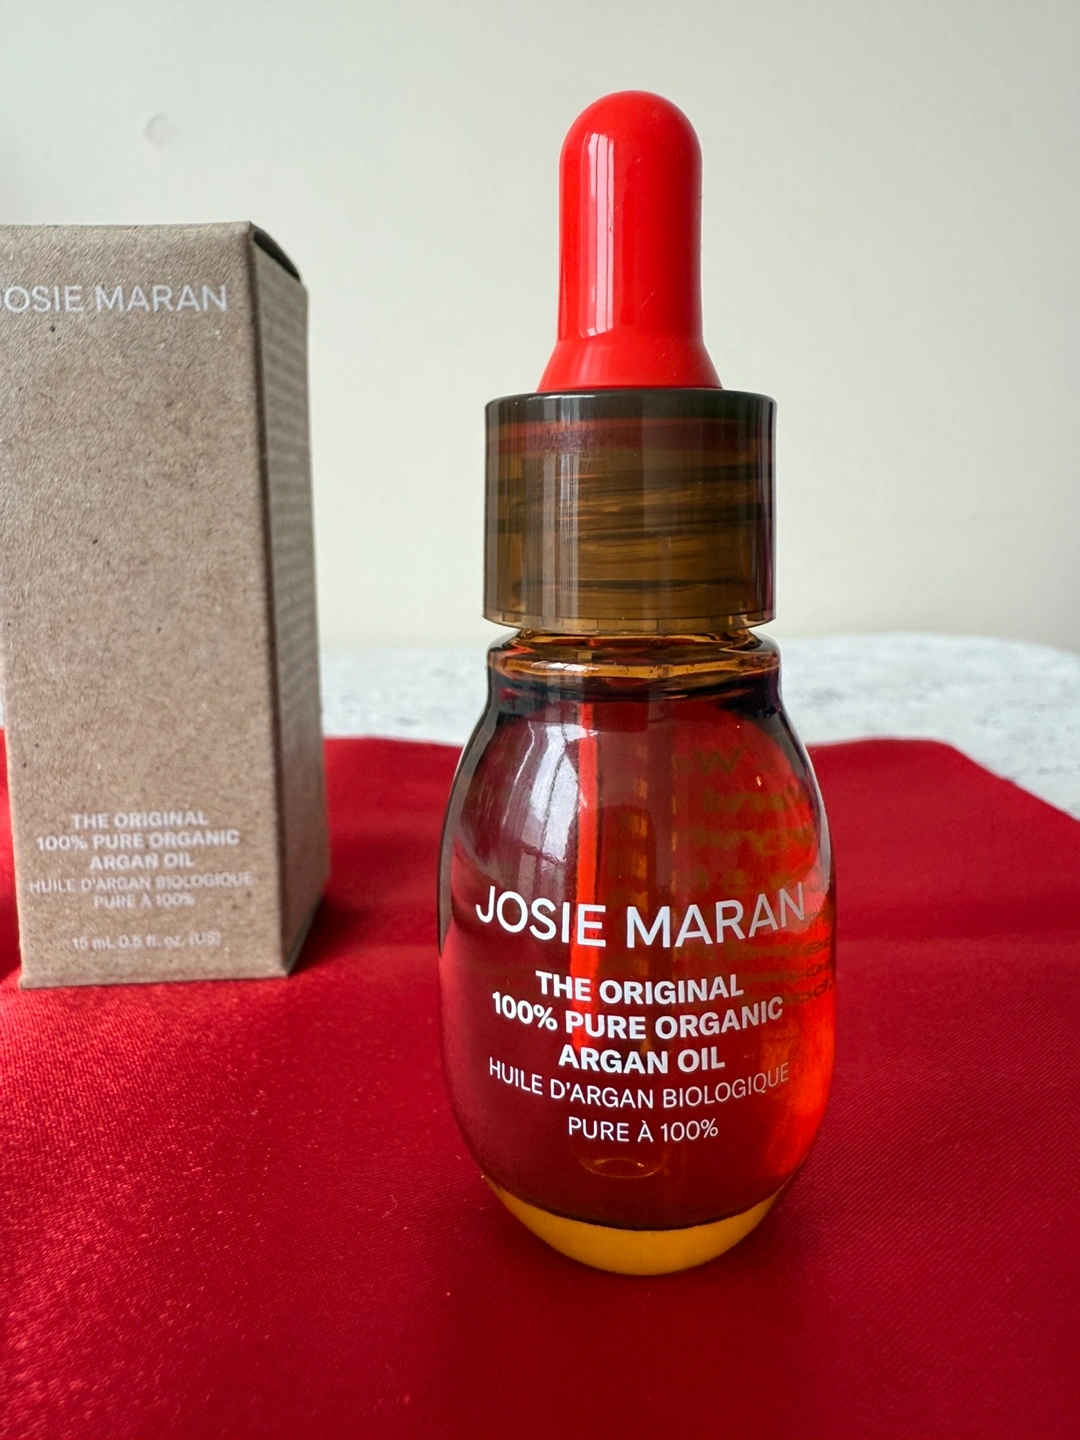 JOSIE MARAN
THE ORIGINAL
100% PURE ORGANIC
ARGAN OIL
HUILE D'ARGAN BIOLOGIQUE
PURE À 100%
15 mL 0.5 fl. oz. (US)
JOSIE MARAN
THE ORIGINAL
100% PURE ORGANIC
ARGAN OIL
HUILE D'ARGAN BIOLOGIQUE
PURE À 100%